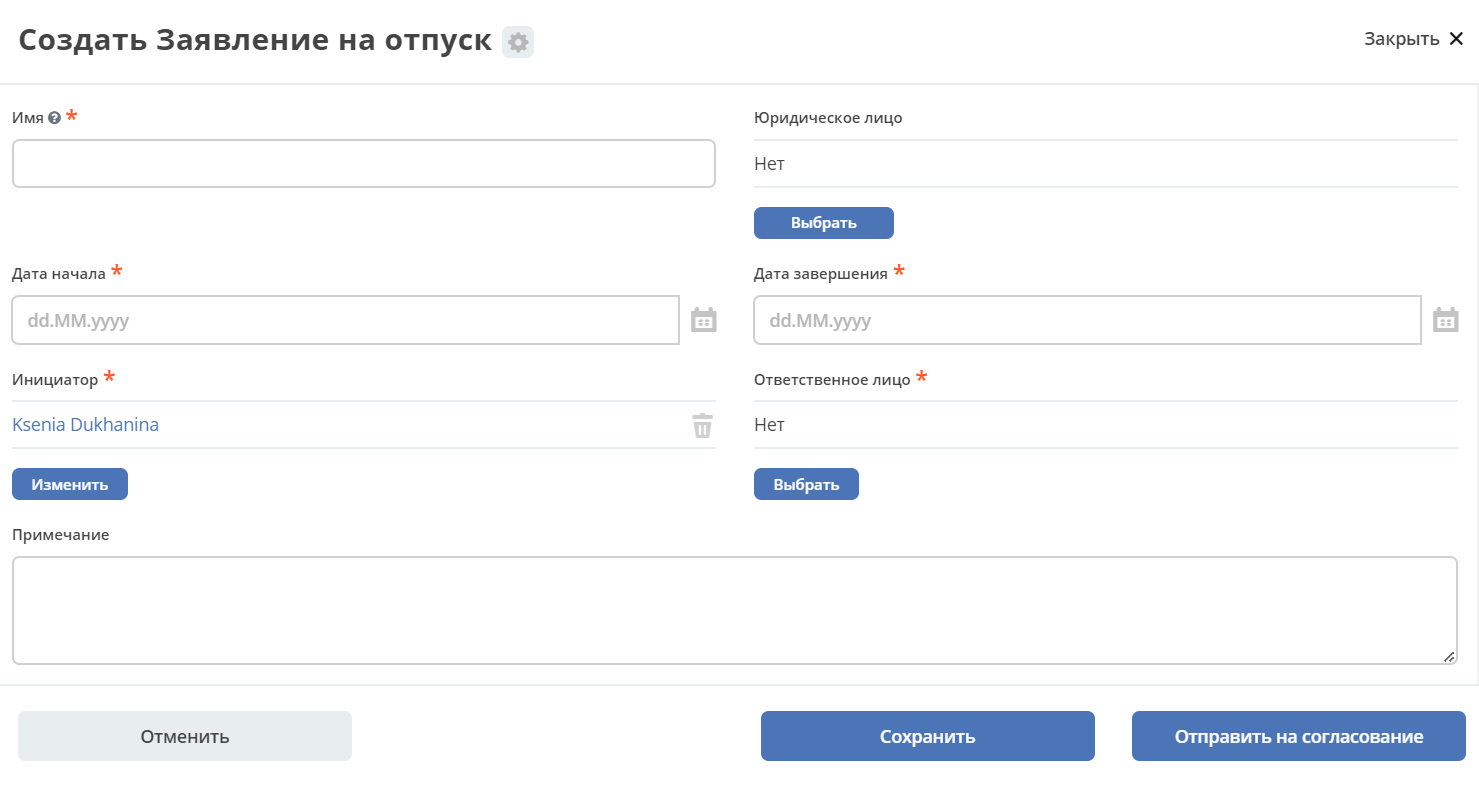 Создать Заявление на отпуск
Закрыть
Имя ? *
Юридическое лицо
Нет
Выбрать
Дата начала *
Дата завершения *
dd.MM.yyyy
dd.MM.yyyy
Инициатор *
Ответственное лицо *
Ksenia Dukhanina
Нет
Изменить
Выбрать
Примечание
Отменить
Сохранить
Отправить на согласование